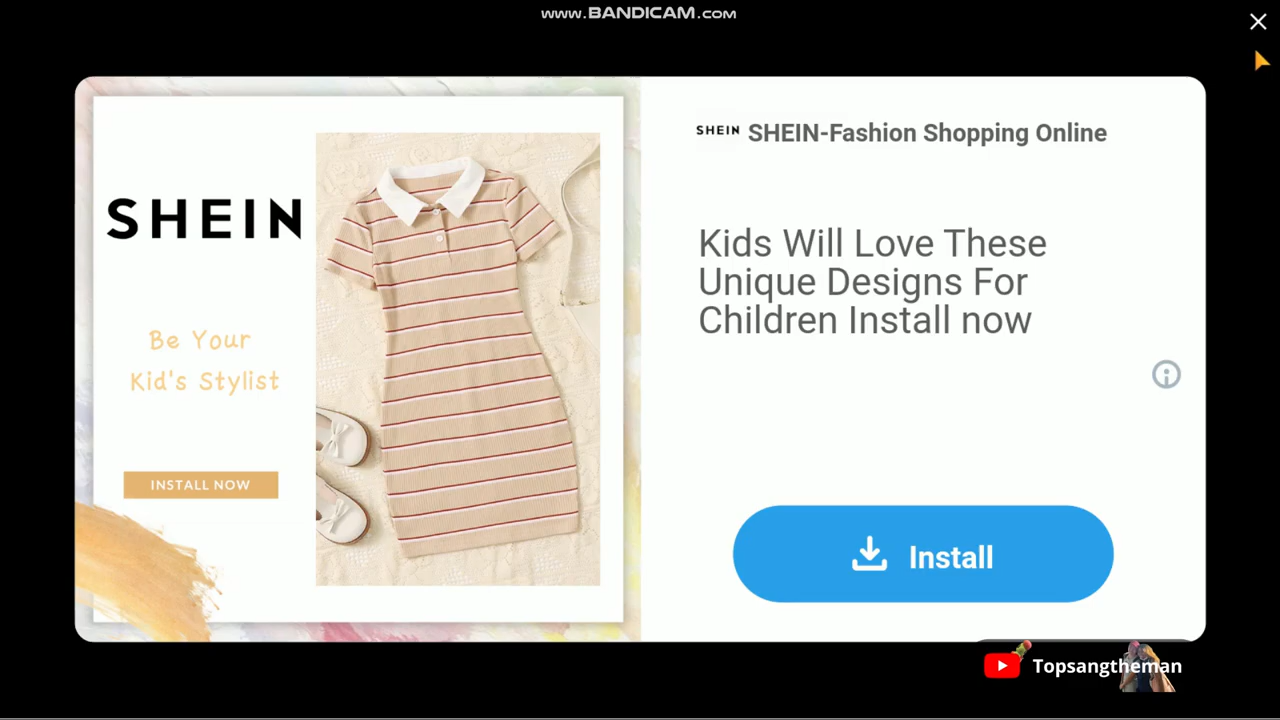 www.BANDICAM.com
SHEIN
Be Your
Kid's Stylist
INSTALL NOW
SHEIN SHEIN-Fashion Shopping Online
Kids Will Love These
Unique Designs For
Children Install now
Install
Topsangtheman